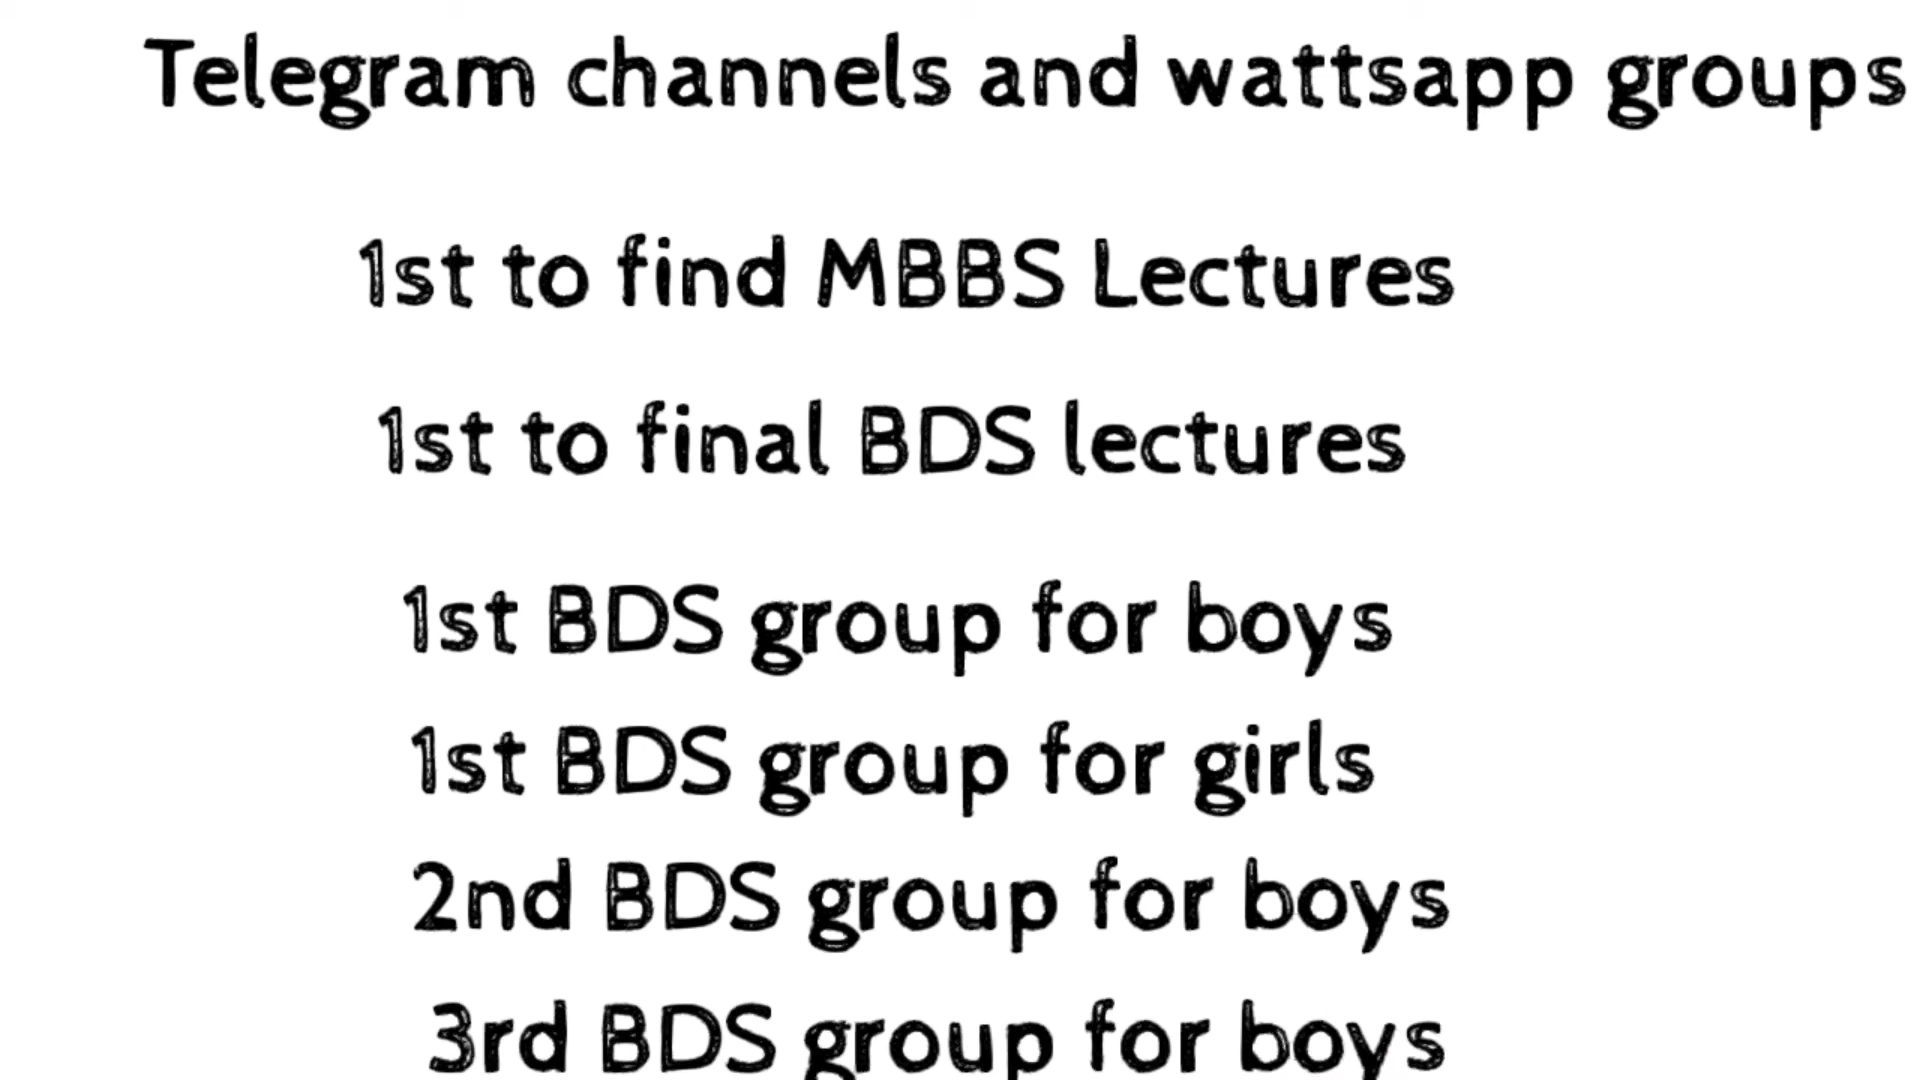 Telegram channels and wattsapp groups
1st to find MBBS Lectures
1st to final BDS lectures
1st BDS group for boys
1st BDS group for girls
2nd BDS group for boys
3rd BDS group for boys